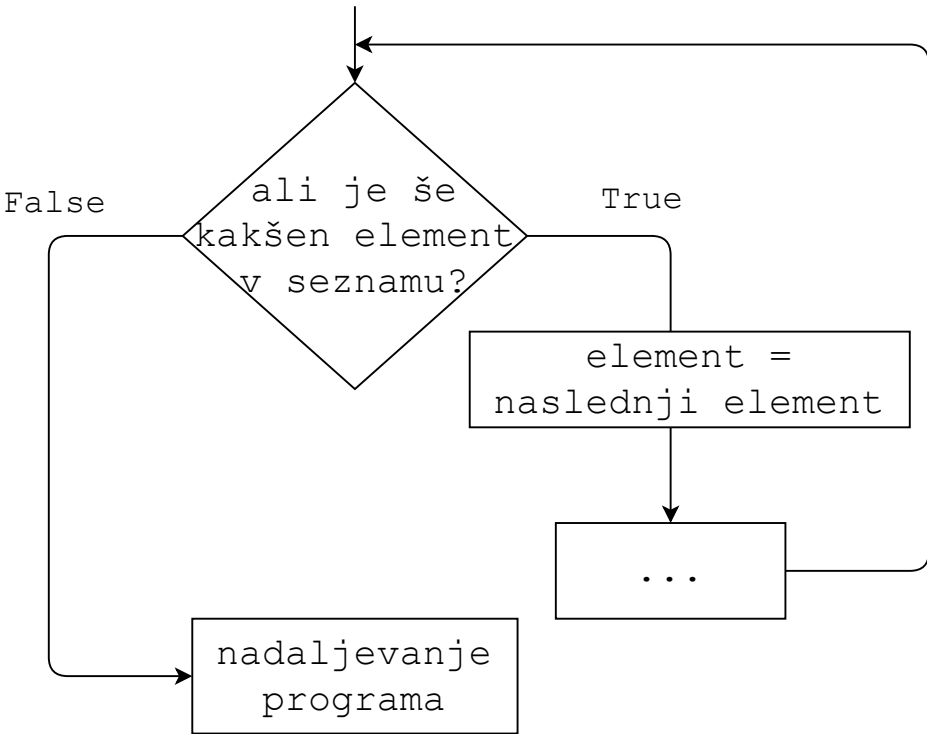 ali je še
kakšen element
v seznamu?
False
True
element =
naslednji element
...
nadaljevanje
programa